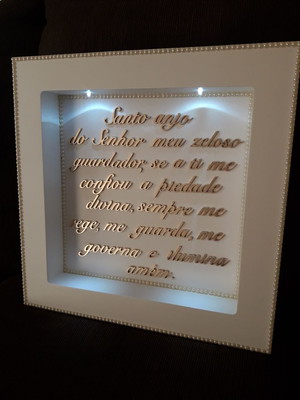 Santo anjo
do Senhor meu zeloso
guardador, se a ti me
confiou a piedade
divina, sempre me
rege, me guarda, me
governa e ilumina
amém.